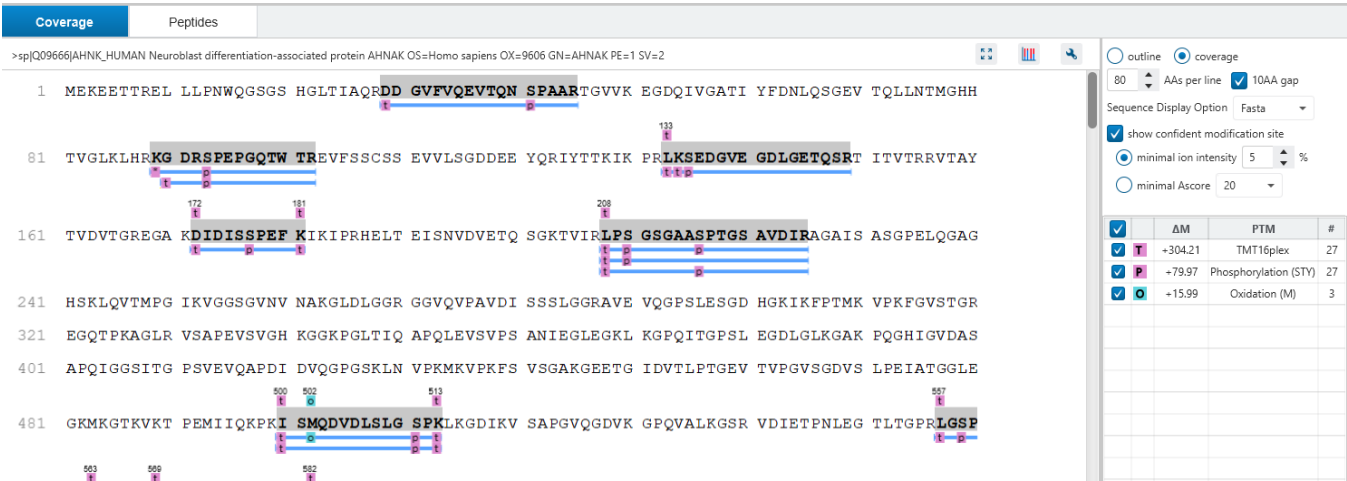 Coverage Peptides
>sp|Q09666|AHNK_HUMAN Neuroblast differentiation-associated protein AHNAK OS=Homo sapiens OX=9606 GN=AHNAK PE=1 SV=2
outline coverage
80 AAs per line 10AA gap
Sequence Display Option Fasta
show confident modification site
minimal ion intensity 5 %
minimal Ascore 20
ΔM PTM #
T +304.21 TMT16plex 27
P +79.97 Phosphorylation (STY) 27
O +15.99 Oxidation (M) 3
1 MEKEETTREL LLPNWQGSGS HGLTIAQRDD GVFVQEVTQN SPAARTGVVK EGDQIVGATI YFDNLQSGEV TQLLNTMGHH
t p
133
t
81 TVGLKLHRKG DRSPEPGQTW TREVFSSCSS EVVLSGDDEE YQRIYTTKIK PRLKSEDGVE GDLGETQSRT ITVTRRVTAY
* p t t p
t p
172 181 208
t t t
161 TVDVTGREGA KDIDISSPEF KIKIPRHELT EISNVDVETQ SGKTVIRLPS GSGAASPTGS AVDIRAGAIS ASGPELQGAG
t p t t p p
t p
t p
241 HSKLQVTMPG IKVGGSGVNV NAKGLDLGGR GGVQVPAVDI SSSLGGRAVE VQGPSLESGD HGKIKFPTMK VPKFGVSTGR
321 EGQTPKAGLR VSAPEVSVGH KGGKPGLTIQ APQLEVSVPS ANIEGLEGKL KGPQITGPSL EGDLGLKGAK PQGHIGVDAS
401 APQIGGSITG PSVEVQAPDI DVQGPGSKLN VPKMKVPKFS VSGAKGEETG IDVTLPTGEV TVPGVSGDVS LPEIATGGLE
500 502 513 557
t o t t
481 GKMKGTKVKT PEMIIQKPKI SMQDVDLSLG SPKLKGDIKV SAPGVQGDVK GPQVALKGSR VDIETPNLEG TLTGPRLGSP
t o p t t p
t p t
563 569 582
t t t